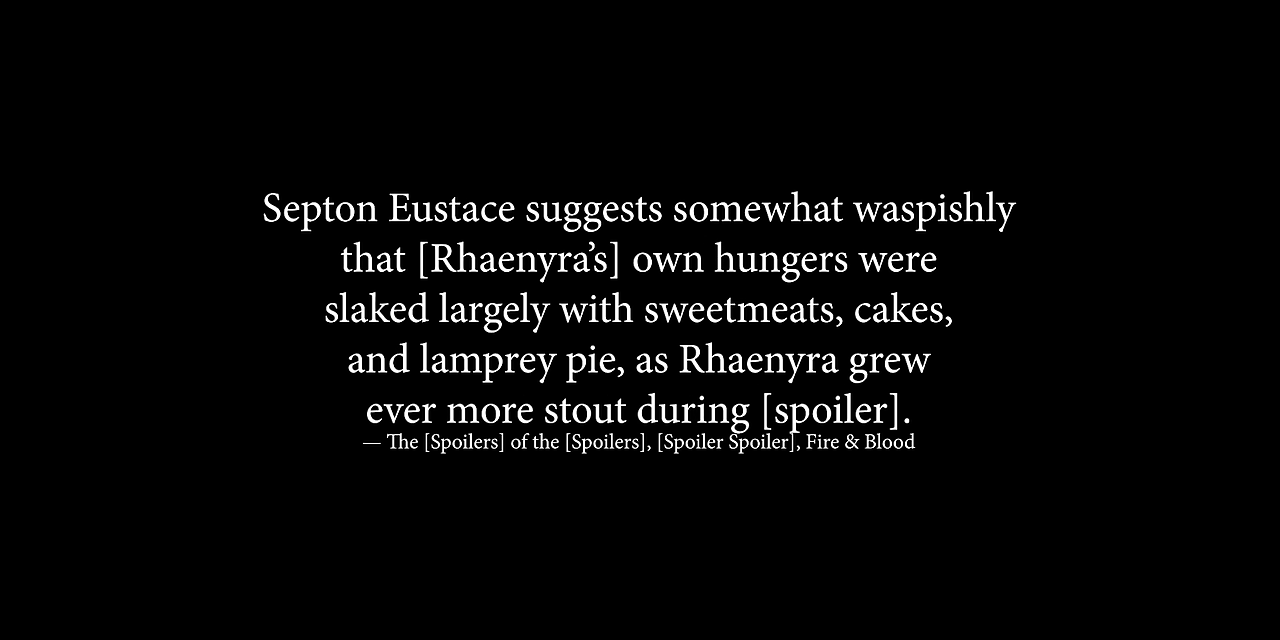 Septon Eustace suggests somewhat waspishly
that [Rhaenyra’s] own hungers were
slaked largely with sweetmeats, cakes,
and lamprey pie, as Rhaenyra grew
ever more stout during [spoiler].
— The [Spoilers] of the [Spoilers], [Spoiler Spoiler], Fire & Blood